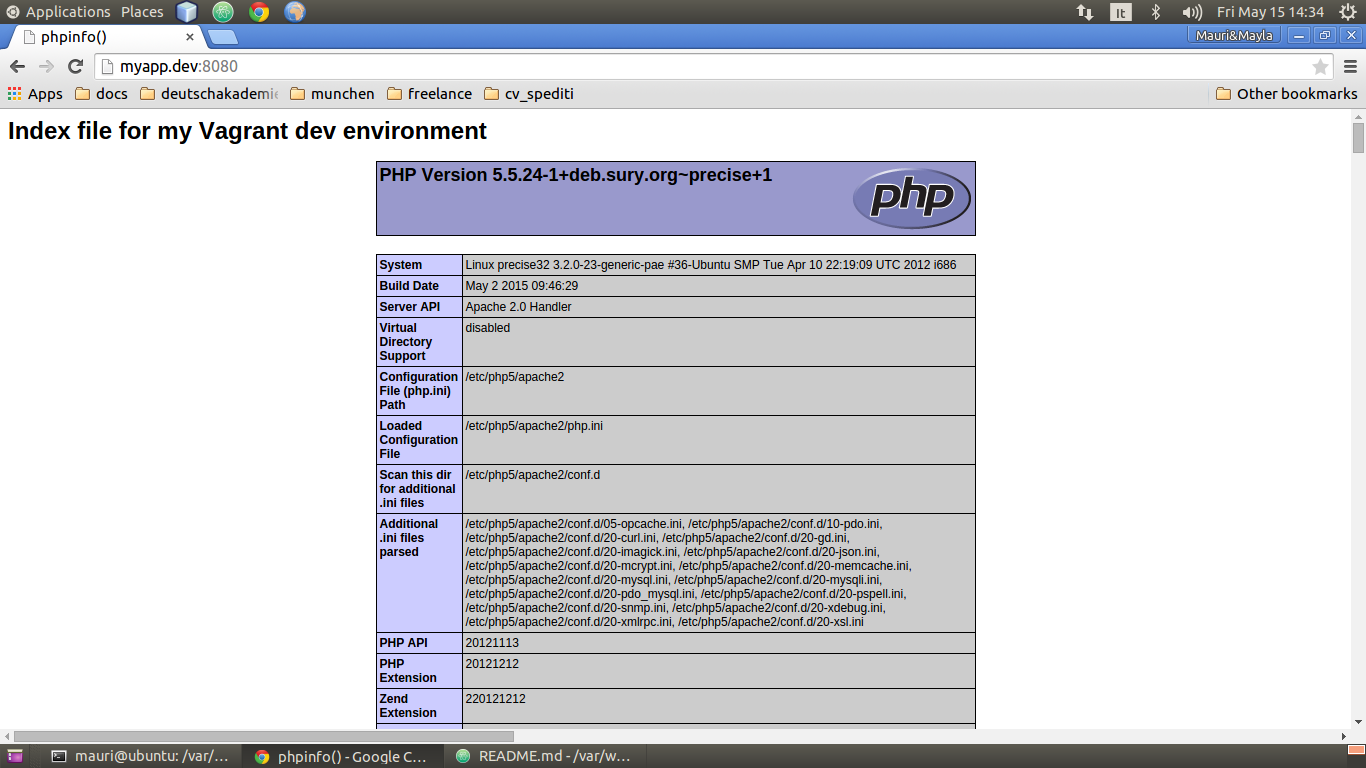 Applications Places
It
Fri May 15 14:34
phpinfo()
Mauri&Mayla
myapp.dev:8080
Apps docs deutschakademi munchen freelance cv_spediti Other bookmarks
Index file for my Vagrant dev environment
PHP Version 5.5.24-1+deb.sury.org~precise+1
php
System Linux precise32 3.2.0-23-generic-pae #36-Ubuntu SMP Tue Apr 10 22:19:09 UTC 2012 i686
Build Date May 2 2015 09:46:29
Server API Apache 2.0 Handler
Virtual disabled
Directory
Support
Configuration /etc/php5/apache2
File (php.ini)
Path
Loaded /etc/php5/apache2/php.ini
Configuration
File
Scan this dir /etc/php5/apache2/conf.d
for additional
.ini files
Additional /etc/php5/apache2/conf.d/05-opcache.ini, /etc/php5/apache2/conf.d/10-pdo.ini,
.ini files /etc/php5/apache2/conf.d/20-curl.ini, /etc/php5/apache2/conf.d/20-gd.ini,
parsed /etc/php5/apache2/conf.d/20-imagick.ini, /etc/php5/apache2/conf.d/20-json.ini,
/etc/php5/apache2/conf.d/20-mcrypt.ini, /etc/php5/apache2/conf.d/20-memcache.ini,
/etc/php5/apache2/conf.d/20-mysql.ini, /etc/php5/apache2/conf.d/20-mysqli.ini,
/etc/php5/apache2/conf.d/20-pdo_mysql.ini, /etc/php5/apache2/conf.d/20-pspell.ini,
/etc/php5/apache2/conf.d/20-snmp.ini, /etc/php5/apache2/conf.d/20-xdebug.ini,
/etc/php5/apache2/conf.d/20-xmlrpc.ini, /etc/php5/apache2/conf.d/20-xsl.ini
PHP API 20121113
PHP 20121212
Extension
Zend 220121212
Extension
mauri@ubuntu: /var/... phpinfo() - Google C... README.md - /var/w...